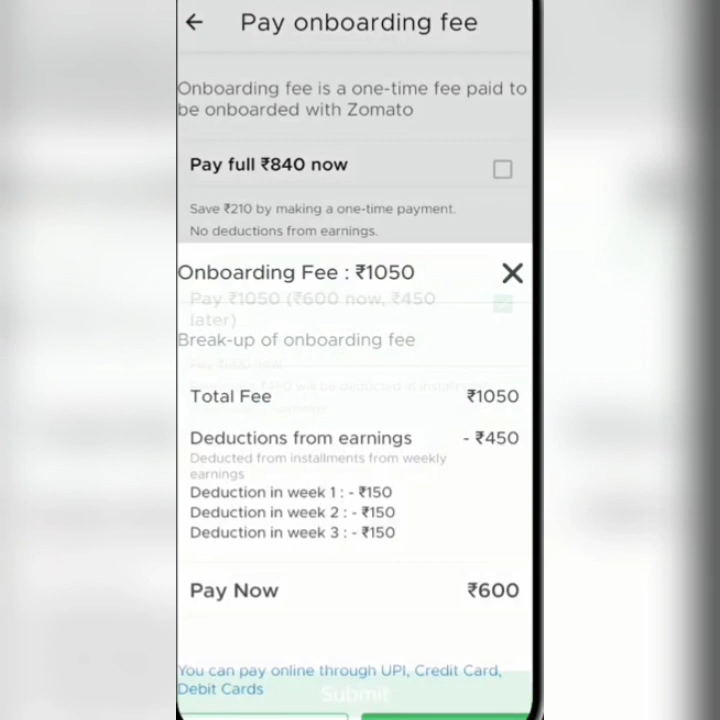 Pay onboarding fee
Onboarding fee is a one-time fee paid to
be onboarded with Zomato
Pay full ₹840 now
Save ₹210 by making a one-time payment.
No deductions from earnings.
Onboarding Fee : ₹1050
Pay ₹1050 (₹600 now, ₹450
later)
Break-up of onboarding fee
Total Fee ₹1050
Deductions from earnings - ₹450
Deducted from installments from weekly
earnings
Deduction in week 1 : - ₹150
Deduction in week 2 : - ₹150
Deduction in week 3 : - ₹150
Pay Now ₹600
You can pay online through UPI, Credit Card,
Debit Cards
Submit